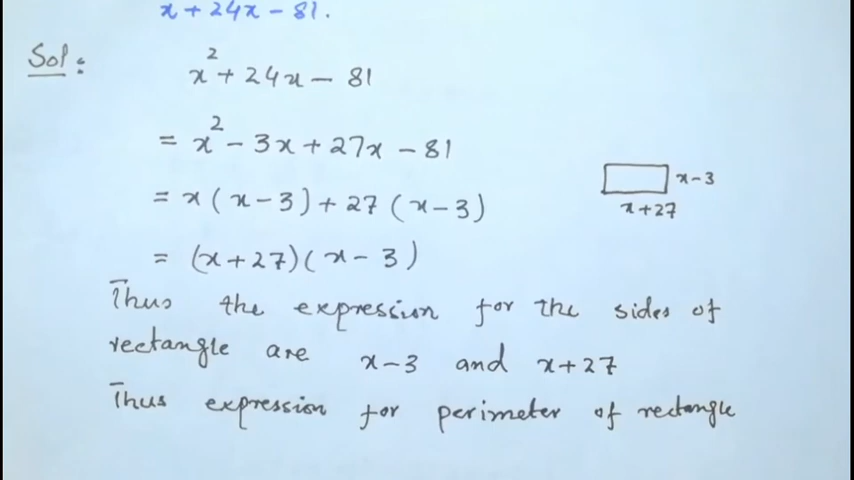 x + 24x - 81.
Sol :
x² + 24x - 81
= x² - 3x + 27x - 81
= x(x-3) + 27(x-3)
x-3
x+27
= (x+27)(x-3)
Thus the expression for the sides of
rectangle are x-3 and x+27
Thus expression for perimeter of rectangle